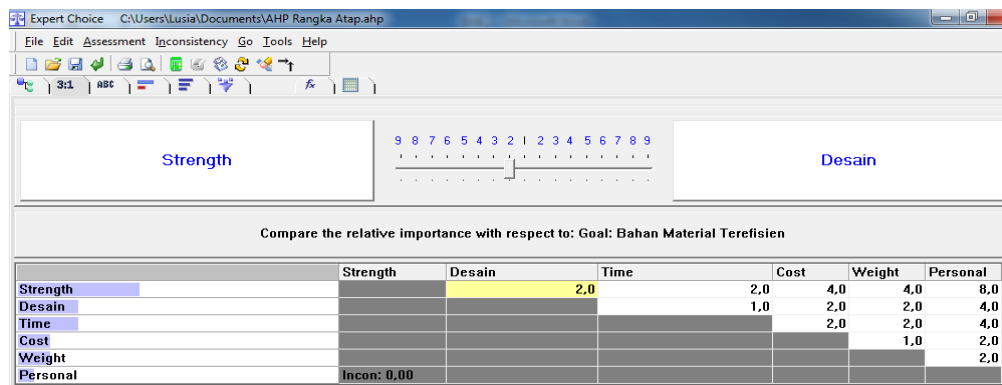 Expert Choice C:\Users\Lusia\Documents\AHP Rangka Atap.ahp
File Edit Assessment Inconsistency Go Tools Help
3:1 ABC fx
9 8 7 6 5 4 3 2 1 2 3 4 5 6 7 8 9
Strength Desain
Compare the relative importance with respect to: Goal: Bahan Material Terefisien
Strength Desain Time Cost Weight Personal
Strength 2,0 2,0 4,0 4,0 8,0
Desain 1,0 2,0 2,0 4,0
Time 2,0 2,0 4,0
Cost 1,0 2,0
Weight 2,0
Personal Incon: 0,00